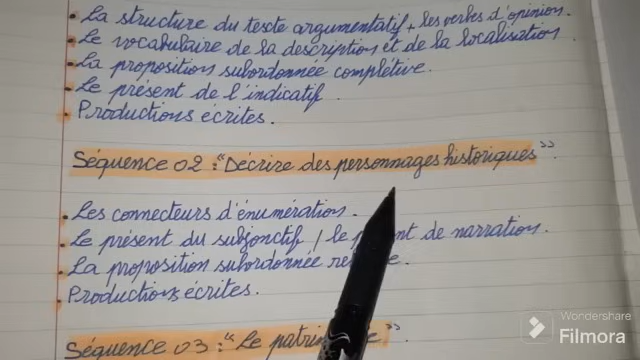 • La structure du texte argumentatif + les verbes d'opinion.
• Le vocabulaire de la description et de la localisation.
• La proposition subordonnée complétive.
• Le présent de l'indicatif.
• Productions écrites.
Séquence 02 : "Décrire des personnages historiques".
• Les connecteurs d'énumération.
• Le présent du subjonctif / le de narration.
• La proposition subordonnée
• Productions écrites.
Séquence 03 : "Le
Wondershare
Filmora